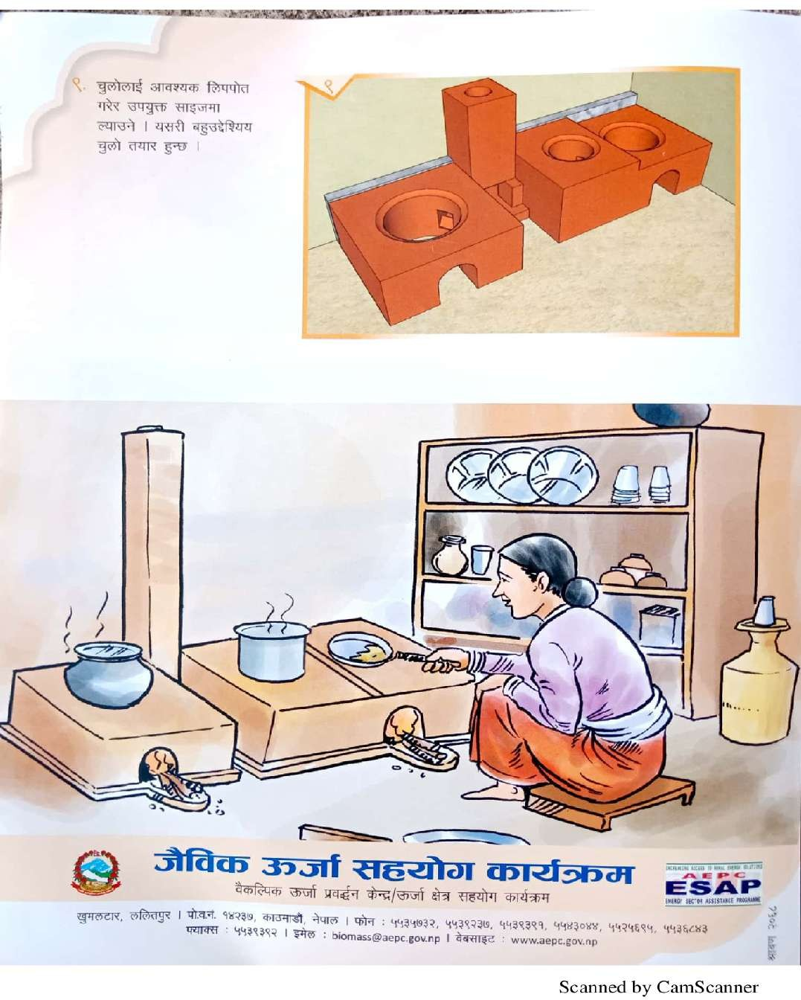 ९. चुलोलाई आवश्यक लिपपोत
गरेर उपयुक्त साइजमा
ल्याउने । यसरी बहुउद्देश्यिय
चुलो तयार हुन्छ ।
९
जैविक ऊर्जा सहयोग कार्यक्रम
वैकल्पिक ऊर्जा प्रवर्द्धन केन्द्र/ऊर्जा क्षेत्र सहयोग कार्यक्रम
INCREASING ACCESS TO RURAL ENERGY SOLUTIONS
AEPC
ESAP
ENERGY SECTOR ASSISTANCE PROGRAMME
खुमलटार, ललितपुर । पो.व.नं. १४२३७, काठमाडौं, नेपाल । फोन : ५५३५७३२, ५५३९२३७, ५५३९३९१, ५५४३०४४, ५५२५६९५, ५५३६८४३
फ्याक्स : ५५३९३९२ । इमेल : biomass@aepc.gov.np । वेबसाइट : www.aepc.gov.np
श्रावण २०६७
Scanned by CamScanner